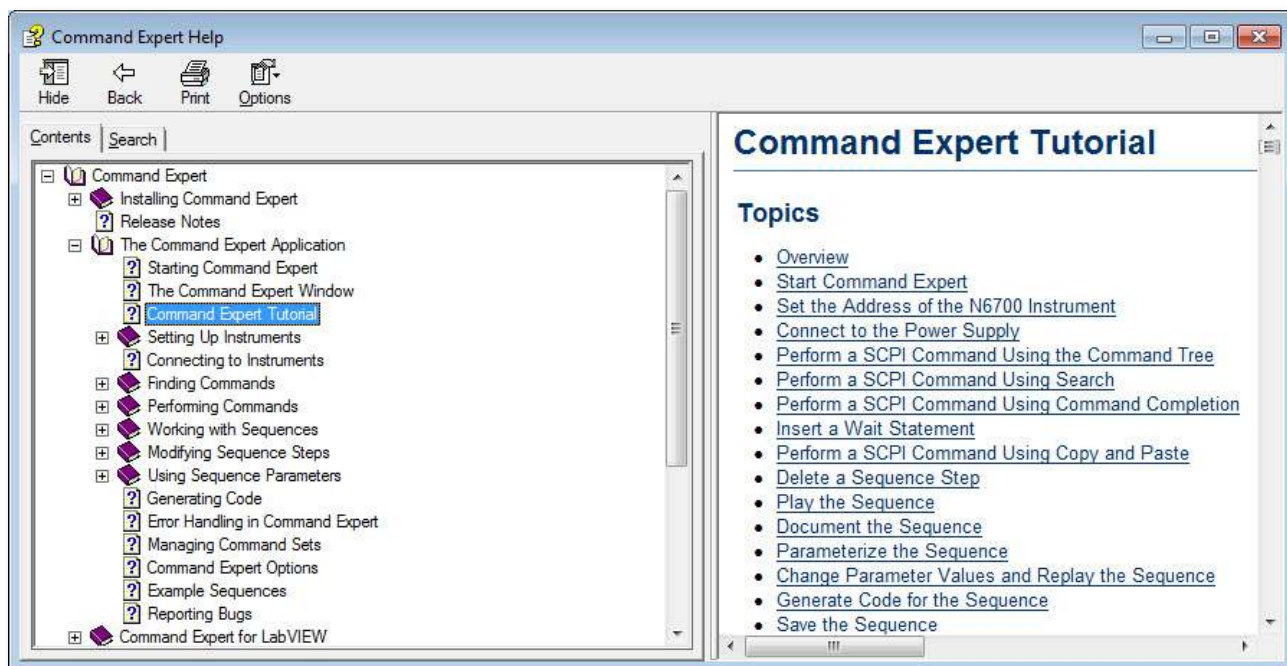 Command Expert Help
Hide Back Print Options
Contents Search
Command Expert
Installing Command Expert
Release Notes
The Command Expert Application
Starting Command Expert
The Command Expert Window
Command Expert Tutorial
Setting Up Instruments
Connecting to Instruments
Finding Commands
Performing Commands
Working with Sequences
Modifying Sequence Steps
Using Sequence Parameters
Generating Code
Error Handling in Command Expert
Managing Command Sets
Command Expert Options
Example Sequences
Reporting Bugs
Command Expert for LabVIEW
Command Expert Tutorial
Topics
Overview
Start Command Expert
Set the Address of the N6700 Instrument
Connect to the Power Supply
Perform a SCPI Command Using the Command Tree
Perform a SCPI Command Using Search
Perform a SCPI Command Using Command Completion
Insert a Wait Statement
Perform a SCPI Command Using Copy and Paste
Delete a Sequence Step
Play the Sequence
Document the Sequence
Parameterize the Sequence
Change Parameter Values and Replay the Sequence
Generate Code for the Sequence
Save the Sequence